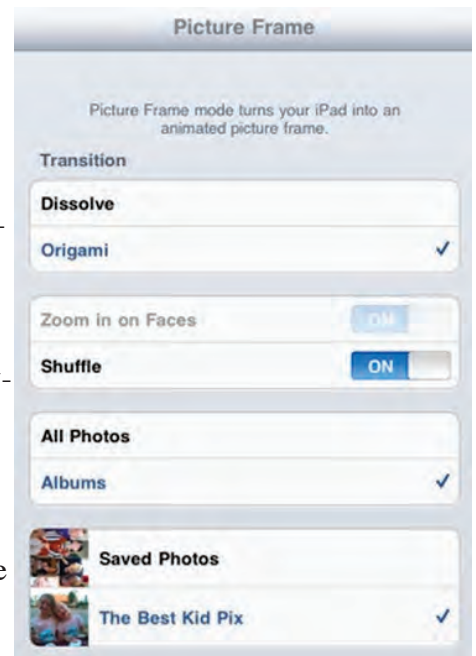 Picture Frame
Picture Frame mode turns your iPad into an
animated picture frame.
Transition
Dissolve
Origami
Zoom in on Faces ON
Shuffle ON
All Photos
Albums
Saved Photos
The Best Kid Pix